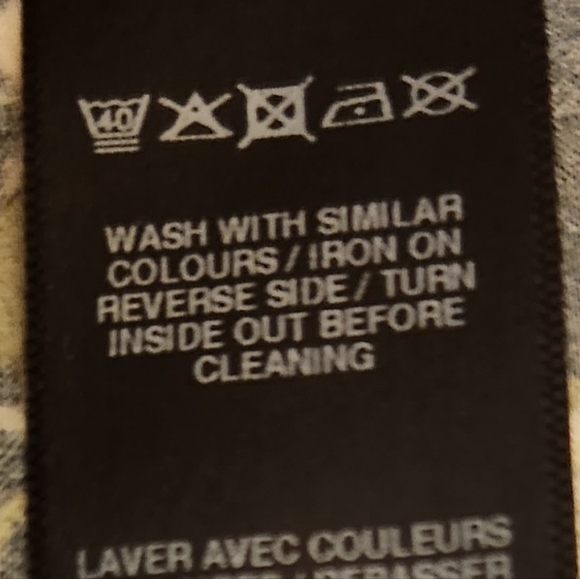 40
WASH WITH SIMILAR
COLOURS / IRON ON
REVERSE SIDE / TURN
INSIDE OUT BEFORE
CLEANING
LAVER AVEC COULEURS